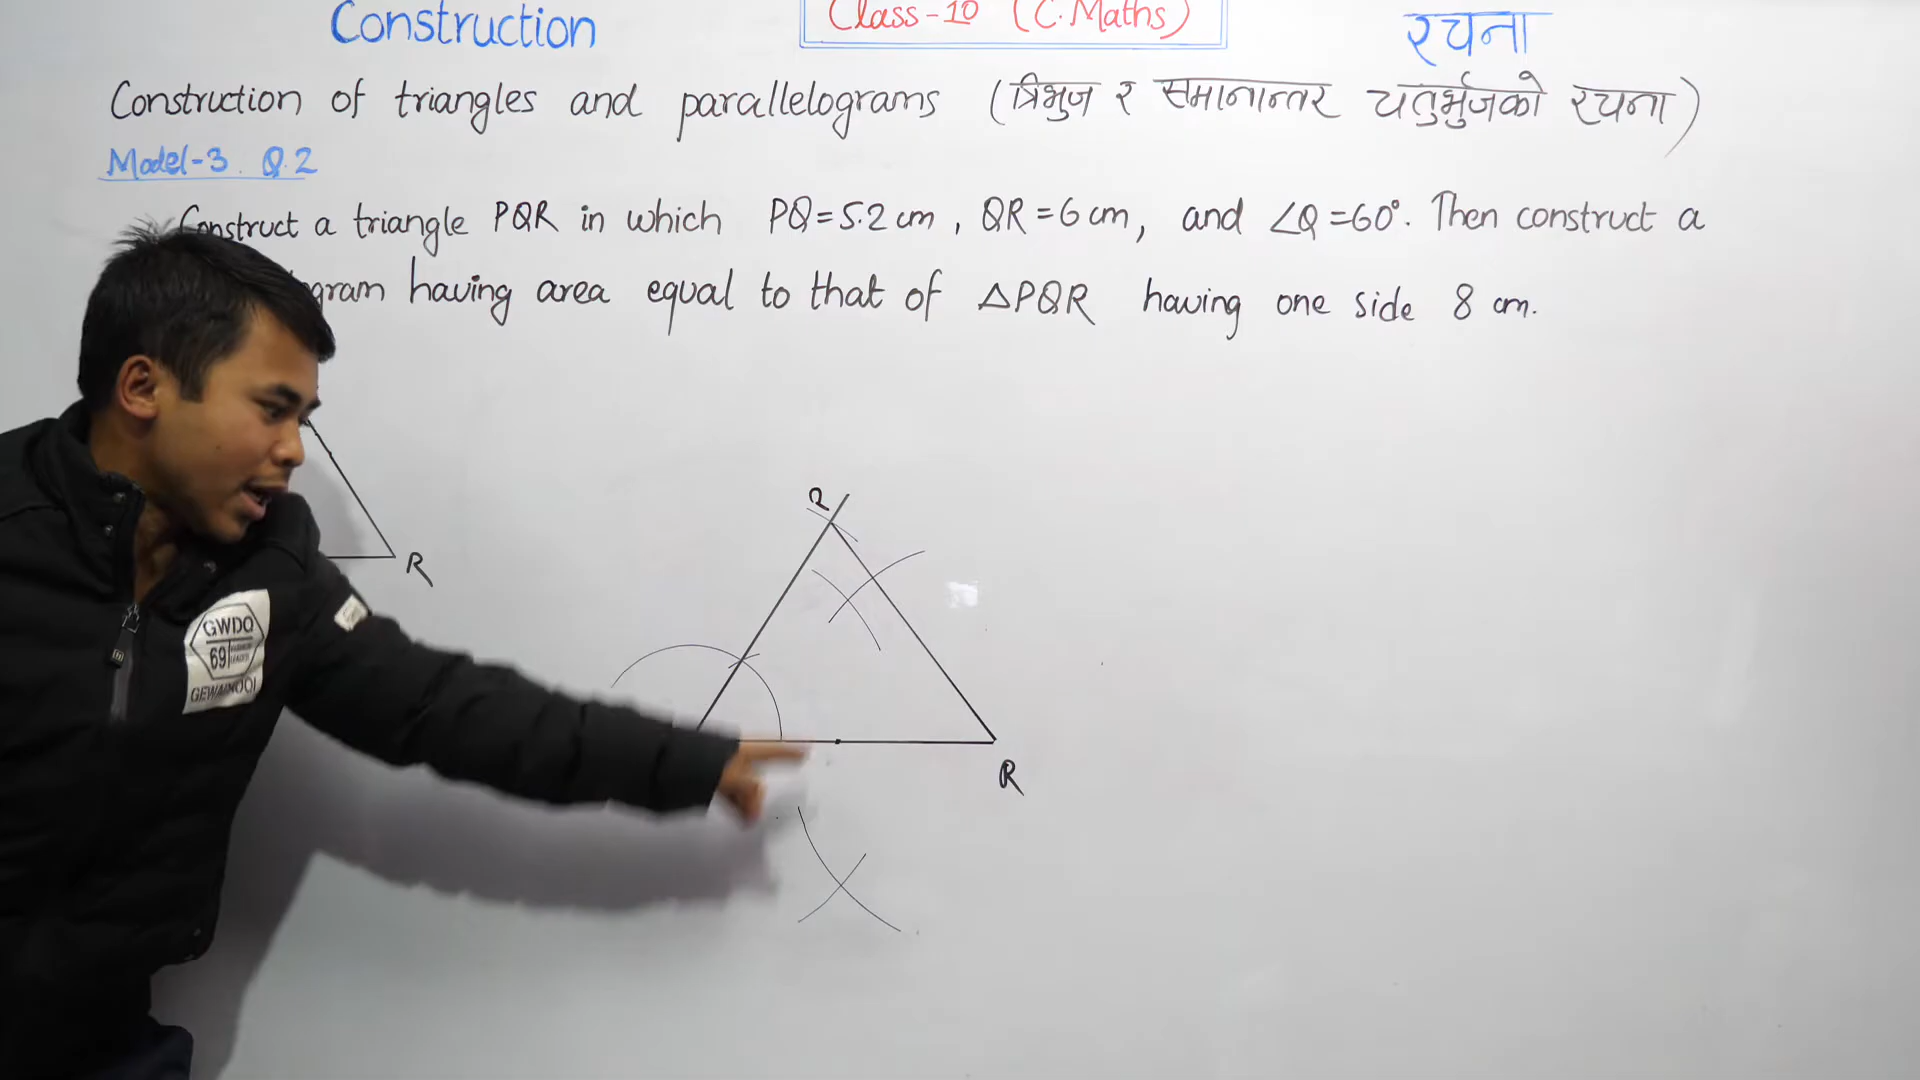 Construction
Class-10 (C.Maths)
रचना
Construction of triangles and parallelograms (त्रिभुज र समानान्तर चतुर्भुजको रचना)
Model-3. Q.2
Construct a triangle PQR in which PQ=5.2 cm, QR=6 cm, and ∠Q=60°. Then construct a
gram having area equal to that of △PQR having one side 8 cm.
R
R
GWDQ
69
GEWAINOQI